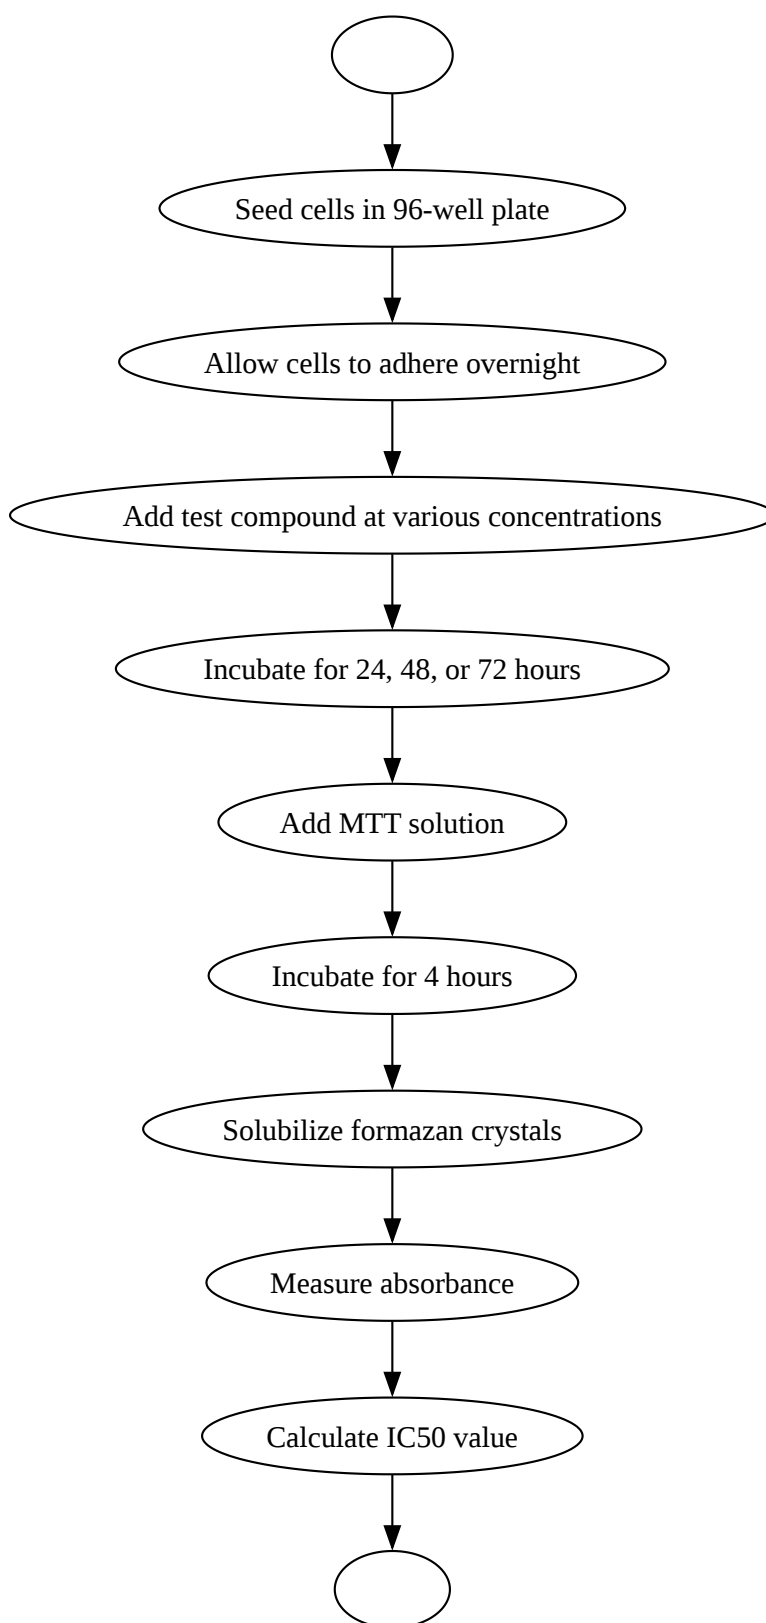 Seed cells in 96-well plate
Allow cells to adhere overnight
Add test compound at various concentrations
Incubate for 24, 48, or 72 hours
Add MTT solution
Incubate for 4 hours
Solubilize formazan crystals
Measure absorbance
Calculate IC50 value